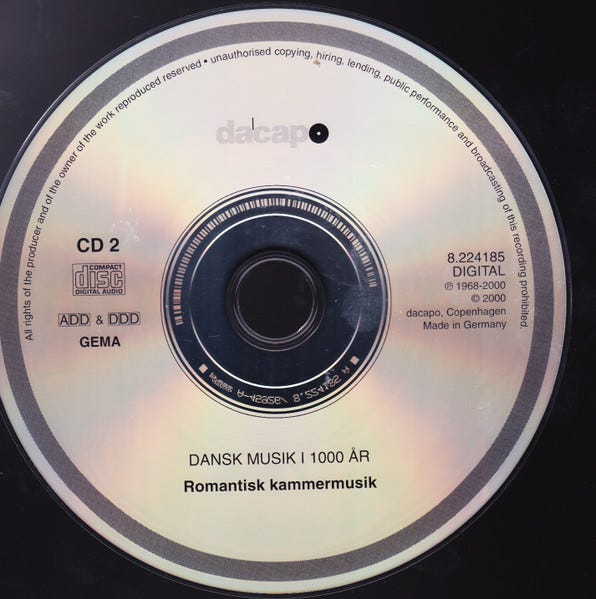 All rights of the producer and of the owner of the work reproduced reserved • unauthorised copying, hiring, lending, public performance and broadcasting of this recording prohibited
dacapo
CD 2
COMPACT
disc
DIGITAL AUDIO
ADD & DDD
GEMA
8.224185
DIGITAL
℗ 1968-2000
© 2000
dacapo, Copenhagen
Made in Germany
DANSK MUSIK I 1000 ÅR
Romantisk kammermusik